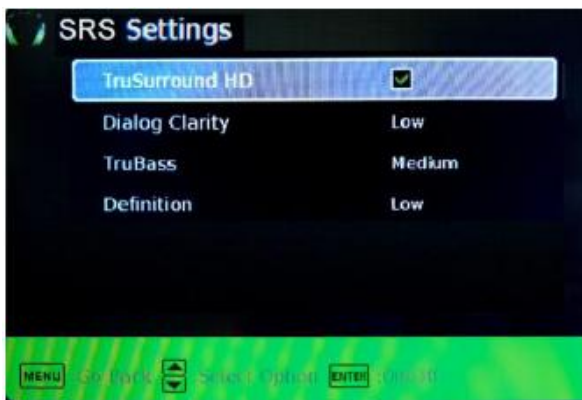 SRS Settings
TruSurround HD
Dialog Clarity Low
TruBass Medium
Definition Low
MENU Go Back Select Option ENTER